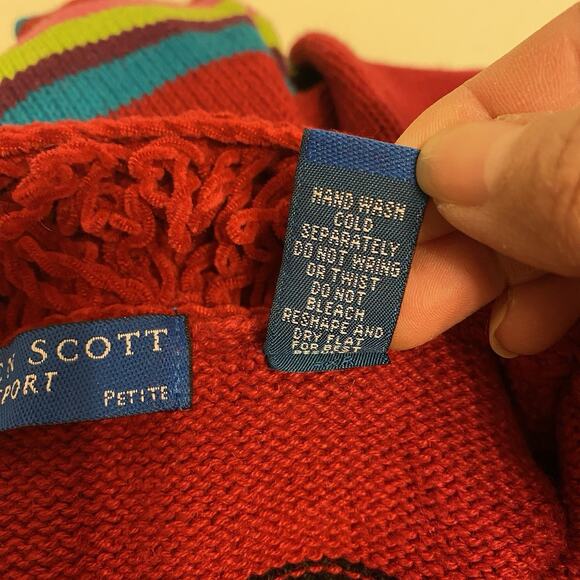 HAND WASH
COLD
SEPARATELY
DO NOT WRING
OR TWIST
DO NOT
BLEACH
RESHAPE AND
DRY FLAT
FOR BEST
EN SCOTT
SPORT
PETITE